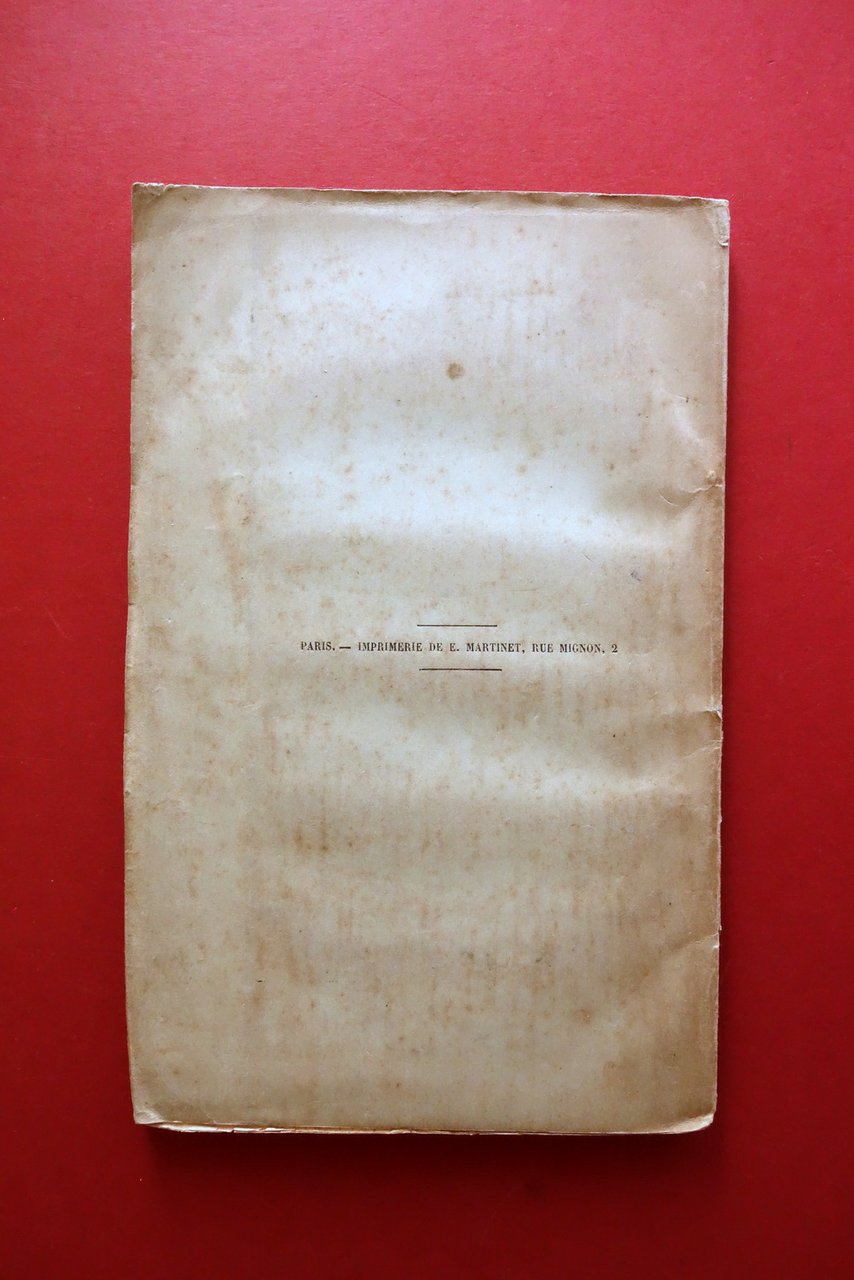 PARIS. — IMPRIMERIE DE E. MARTINET, RUE MIGNON, 2